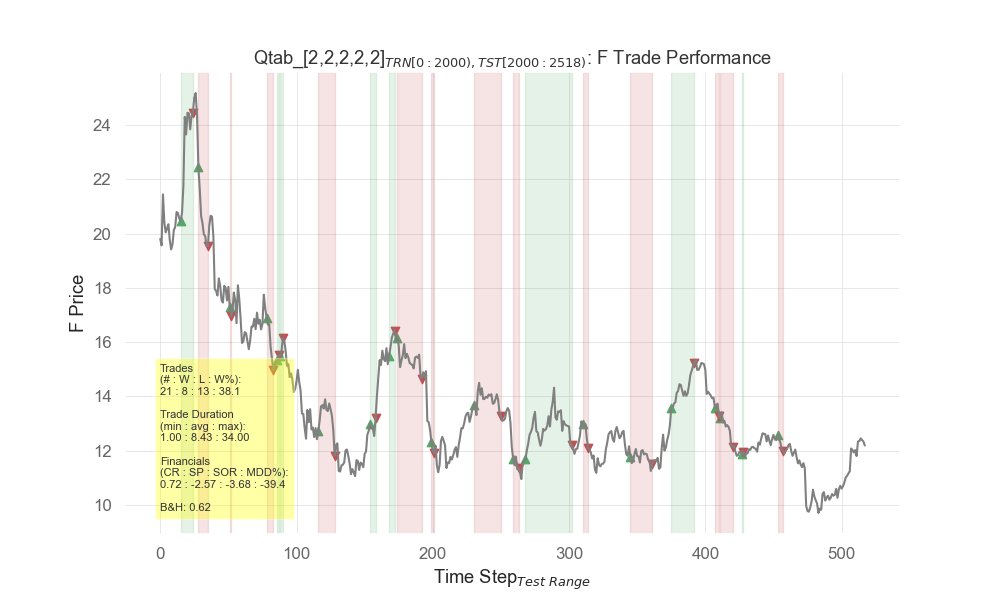 Qtab_[2,2,2,2,2]TRN[0 : 2000), TST[2000 : 2518): F Trade Performance
24
22
20
18
16
14
12
10
F Price
Trades
(# : W : L : W%):
21 : 8 : 13 : 38.1
Trade Duration
(min : avg : max):
1.00 : 8.43 : 34.00
Financials
(CR : SP : SOR : MDD%):
0.72 : -2.57 : -3.68 : -39.4
B&H: 0.62
0 100 200 300 400 500
Time StepTest Range